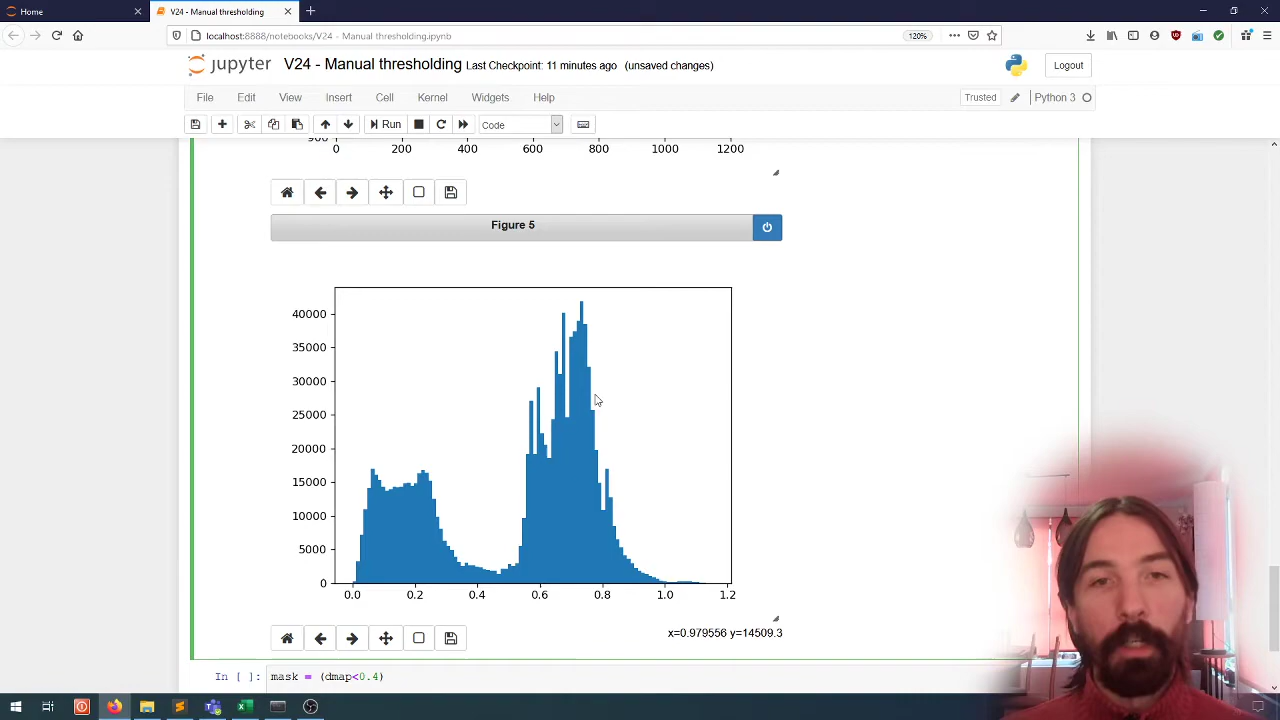 Home
V24 - Manual thresholding
localhost:8888/notebooks/V24 - Manual thresholding.ipynb
120%
jupyter V24 - Manual thresholding Last Checkpoint: 11 minutes ago (unsaved changes)
Logout
File Edit View Insert Cell Kernel Widgets Help
Trusted
Python 3
Run
Code
900
0 200 400 600 800 1000 1200
Figure 5
40000
35000
30000
25000
20000
15000
10000
5000
0
0.0 0.2 0.4 0.6 0.8 1.0 1.2
x=0.979556 y=14509.3
In [ ]: mask = (dmap<0.4)